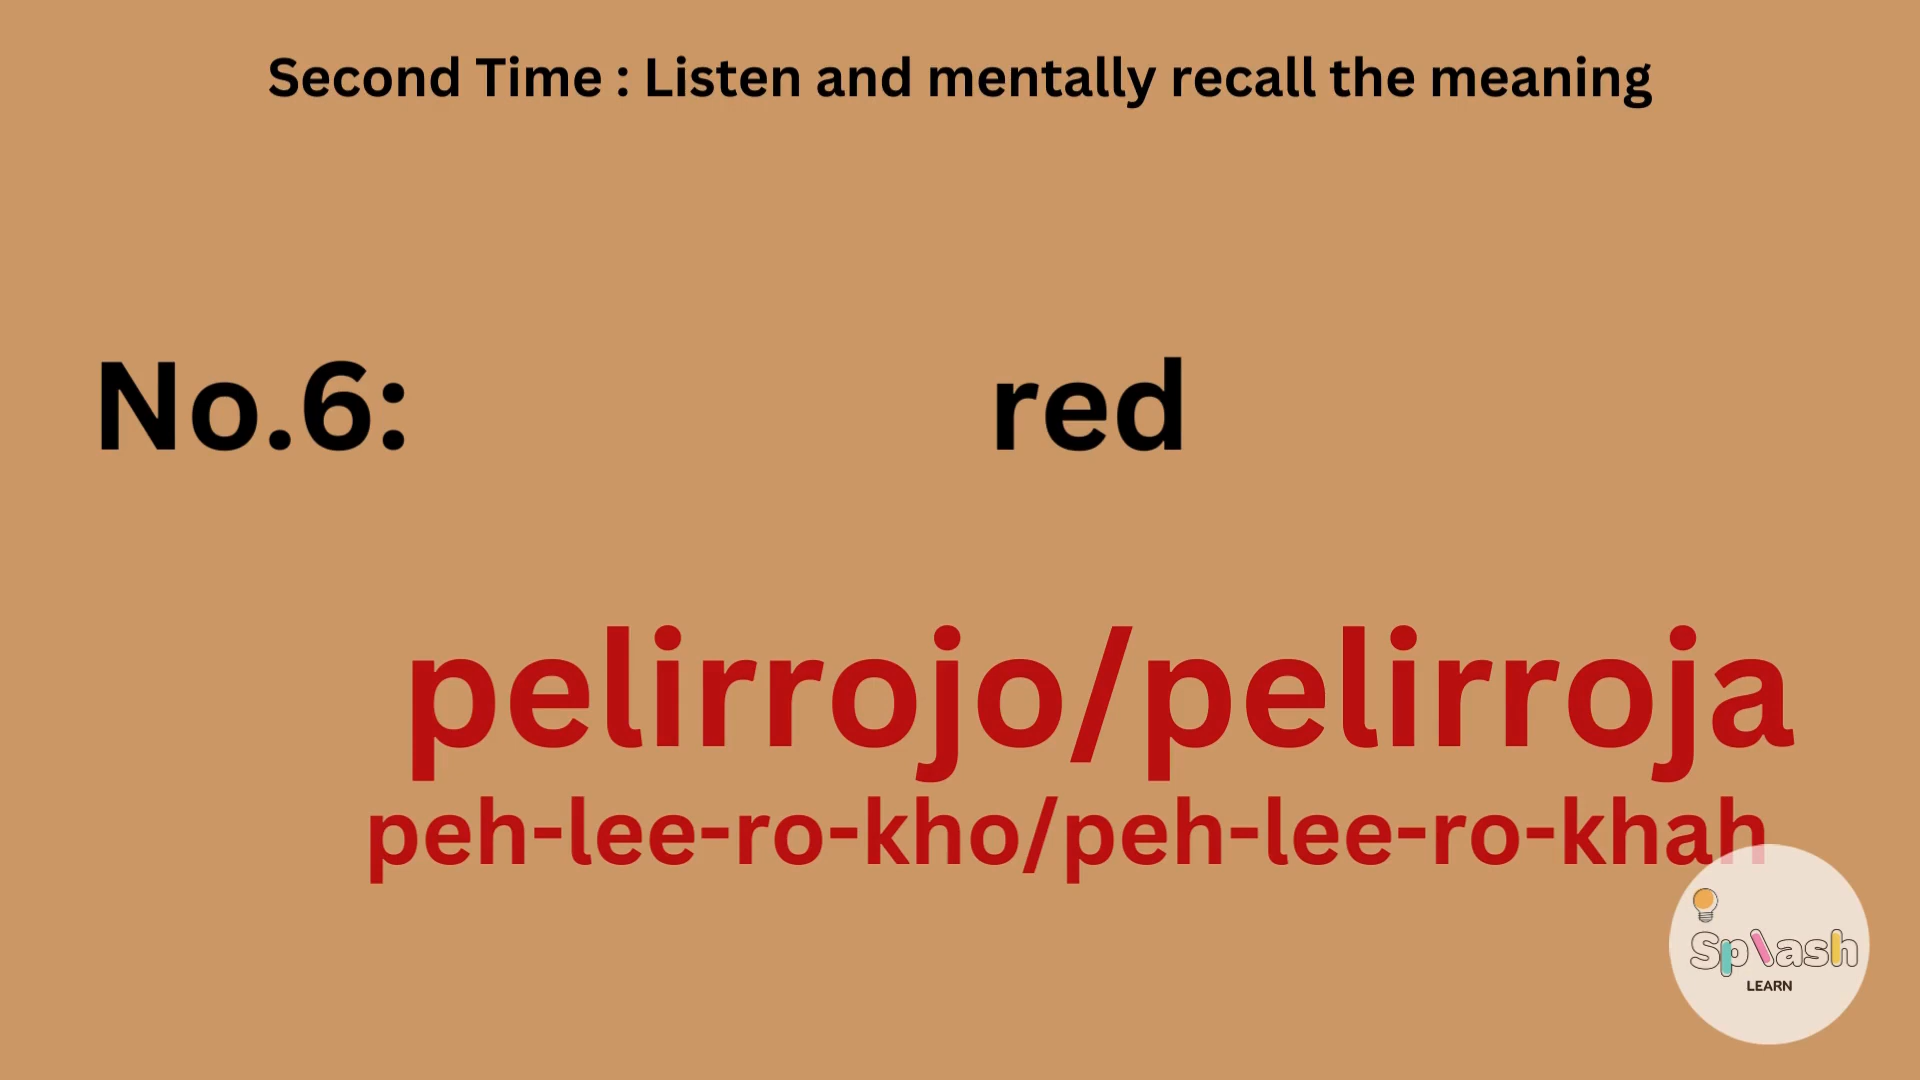 Second Time : Listen and mentally recall the meaning
No.6:
red
pelirrojo/pelirroja
peh-lee-ro-kho/peh-lee-ro-khah
Splash
LEARN